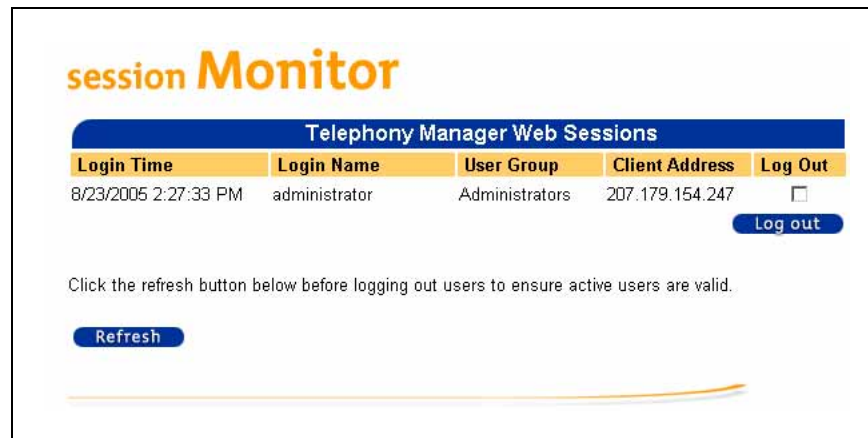 session Monitor
Telephony Manager Web Sessions
Login Time Login Name User Group Client Address Log Out
8/23/2005 2:27:33 PM administrator Administrators 207.179.154.247
Log out
Click the refresh button below before logging out users to ensure active users are valid.
Refresh